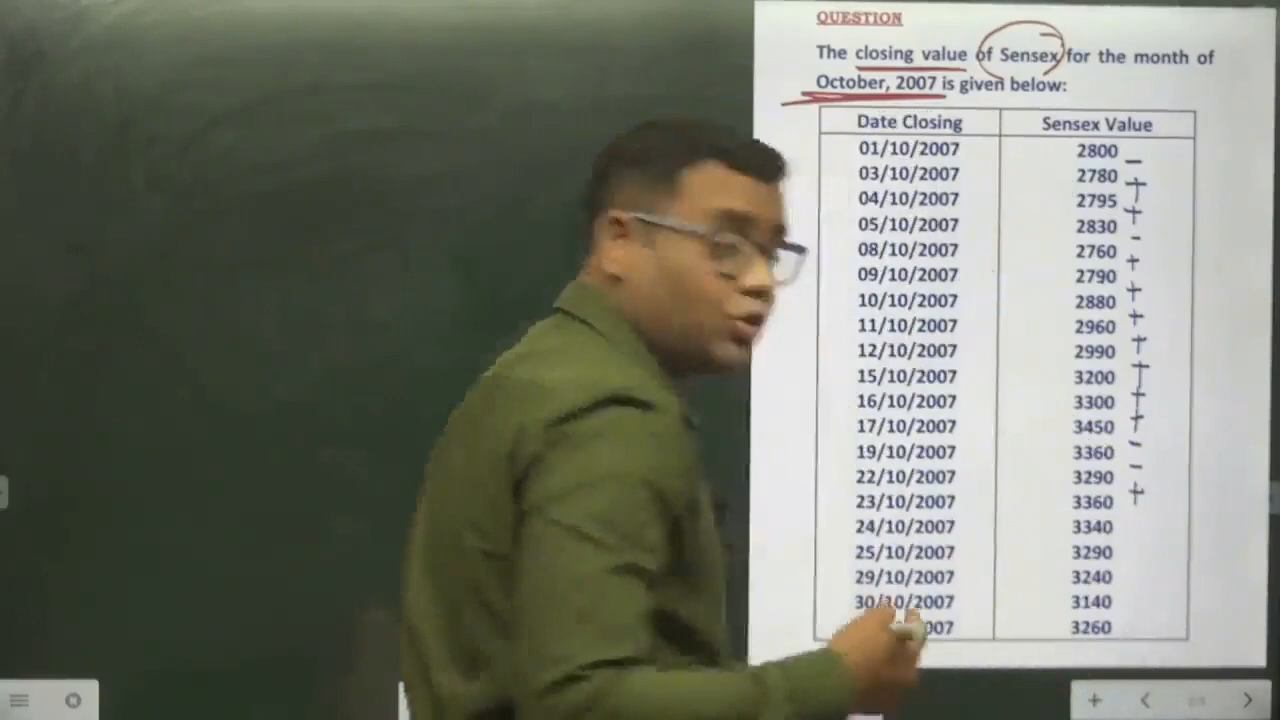 QUESTION
The closing value of Sensex for the month of
October, 2007 is given below:
Date Closing Sensex Value
01/10/2007 2800 −
03/10/2007 2780 +
04/10/2007 2795 +
05/10/2007 2830 -
08/10/2007 2760 +
09/10/2007 2790 +
10/10/2007 2880 +
11/10/2007 2960 +
12/10/2007 2990 +
15/10/2007 3200 +
16/10/2007 3300 +
17/10/2007 3450 -
19/10/2007 3360 -
22/10/2007 3290 +
23/10/2007 3360
24/10/2007 3340
25/10/2007 3290
29/10/2007 3240
30/10/2007 3140
007 3260